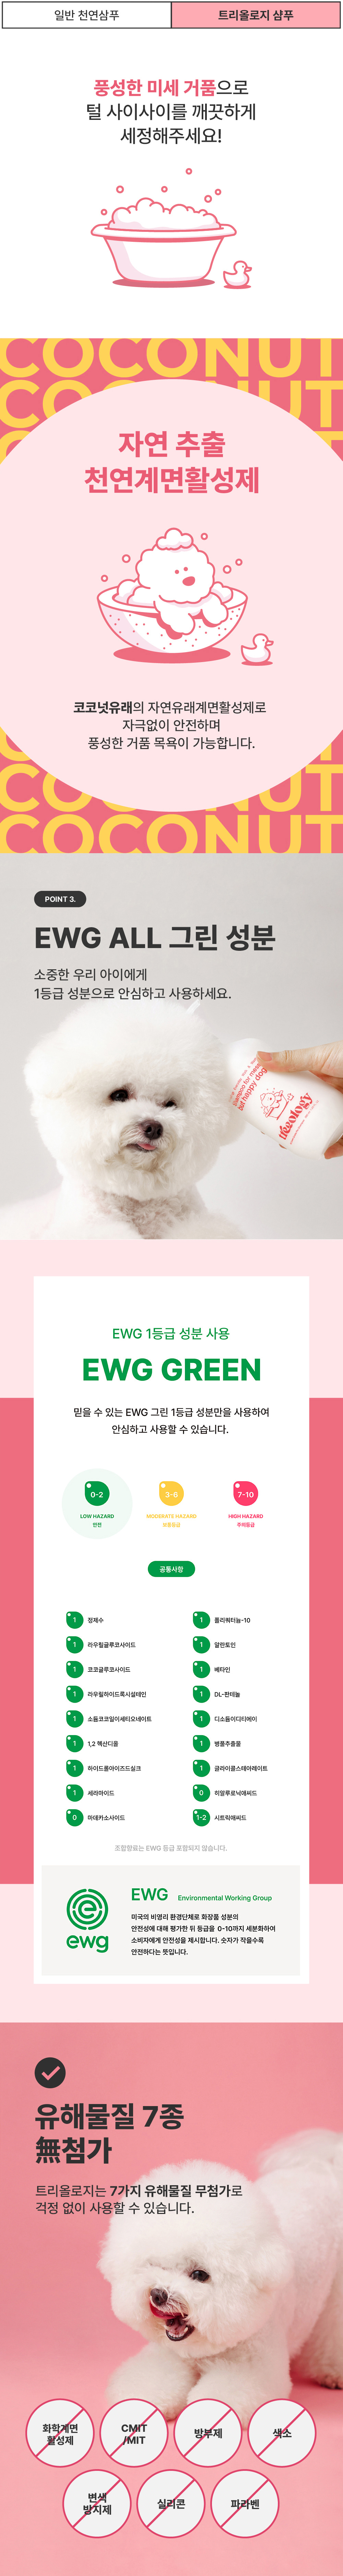 일반 천연샴푸
트리올로지 샴푸
풍성한 미세 거품으로
털 사이사이를 깨끗하게
세정해주세요!
COCONUT
COCONUT
자연 추출
천연계면활성제
코코넛유래의 자연유래계면활성제로
자극없이 안전하며
풍성한 거품 목욕이 가능합니다.
COCONUT
COCONUT
POINT 3.
EWG ALL 그린 성분
소중한 우리 아이에게
1등급 성분으로 안심하고 사용하세요.
shampoo for
but happy dog
theology
EWG 1등급 성분 사용
EWG GREEN
믿을 수 있는 EWG 그린 1등급 성분만을 사용하여
안심하고 사용할 수 있습니다.
0-2
3-6
7-10
LOW HAZARD
MODERATE HAZARD
HIGH HAZARD
안전
보통등급
주의등급
공통사항
1 정제수
1 폴리쿼터늄-10
1 라우릴글루코사이드
1 알란토인
1 코코글루코사이드
1 베타인
1 라우릴하이드록시설테인
1 DL-판테놀
1 소듐코코일이세티오네이트
1 디소듐이디티에이
1 1,2 헥산디올
1 병풀추출물
1 하이드롤아이즈드실크
1 글라이콜스테아레이트
1 세라마이드
0 히알루로닉애씨드
0 마데카소사이드
1-2 시트릭애씨드
조합향료는 EWG 등급 포함되지 않습니다.
ewg
EWG Environmental Working Group
미국의 비영리 환경단체로 화장품 성분의
안전성에 대해 평가한 뒤 등급을 0-10까지 세분화하여
소비자에게 안전성을 제시합니다. 숫자가 작을수록
안전하다는 뜻입니다.
유해물질 7종
無첨가
트리올로지는 7가지 유해물질 무첨가로
걱정 없이 사용할 수 있습니다.
화학계면
활성제
CMIT
/MIT
방부제
색소
변색
방지제
실리콘
파라벤